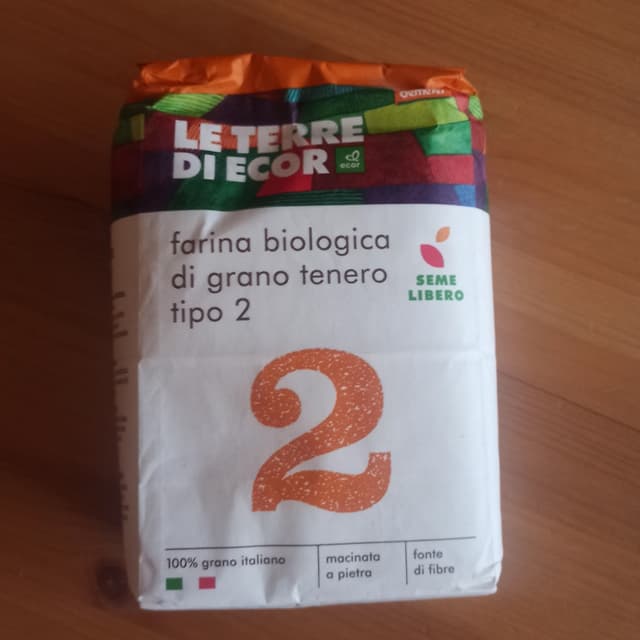 demeter
LE TERRE
DI ECOR
ecor
farina biologica
di grano tenero
tipo 2
SEME
LIBERO
2
100% grano italiano
macinata
a pietra
fonte
di fibre